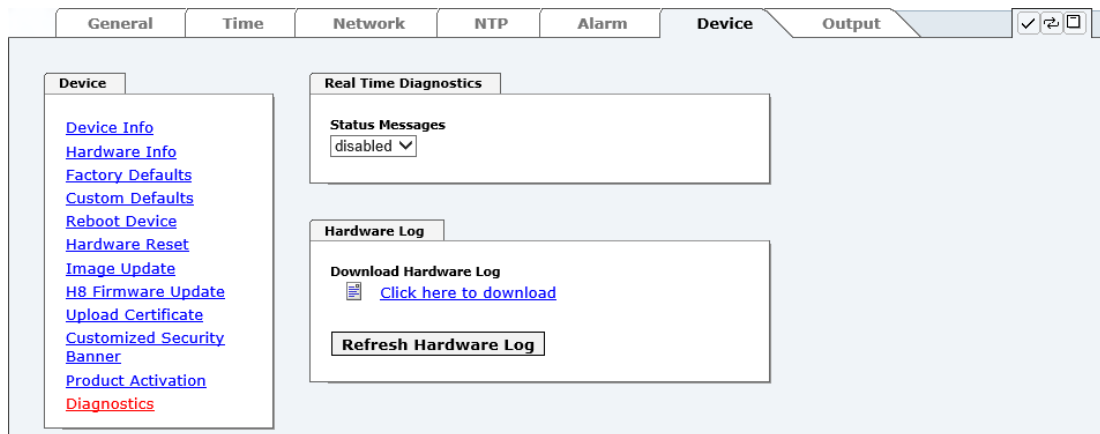 General Time Network NTP Alarm Device Output
Device
Device Info
Hardware Info
Factory Defaults
Custom Defaults
Reboot Device
Hardware Reset
Image Update
H8 Firmware Update
Upload Certificate
Customized Security
Banner
Product Activation
Diagnostics
Real Time Diagnostics
Status Messages
disabled
Hardware Log
Download Hardware Log
Click here to download
Refresh Hardware Log